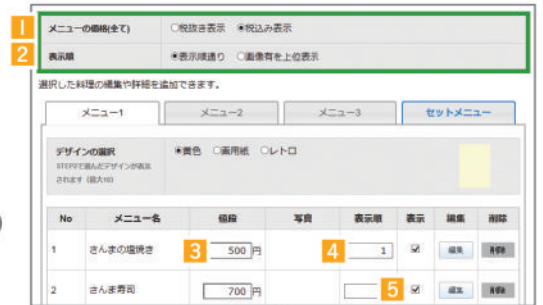 1 メニューの価格(全て) ○税抜き表示 ◉税込み表示
2 表示順 ◉表示順通り ○画像有を上位表示
選択した料理の編集や詳細を追加できます。
メニュー1 メニュー2 メニュー3 セットメニュー
デザインの選択 ◉黄色 ○画用紙 ○レトロ
STEP2で選んだデザインが表示
されます (最大10)
No メニュー名 値段 写真 表示順 表示 編集 削除
1 さんまの塩焼き 3 500 円 4 1 編集 削除
2 さんま寿司 700 円 5 編集 削除